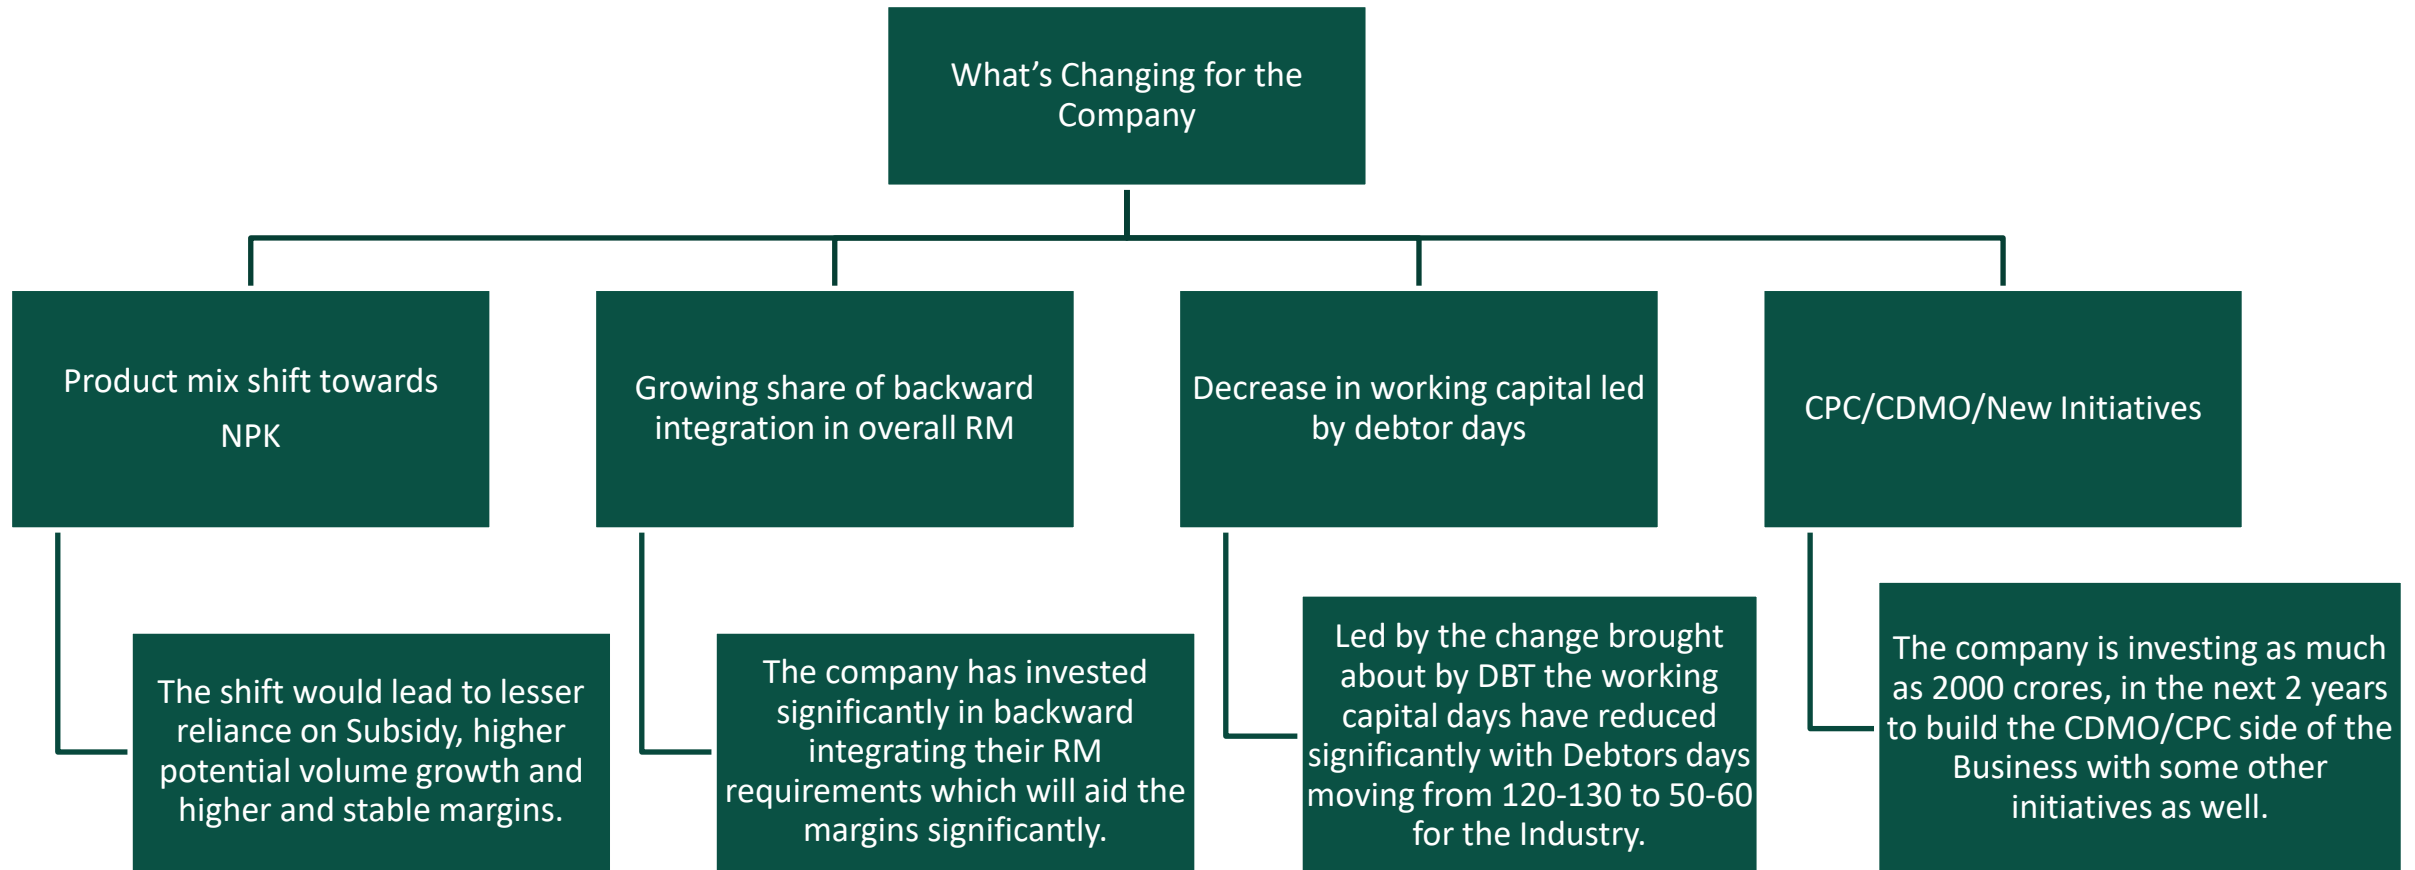 What’s Changing for the
Company
Product mix shift towards
NPK
Growing share of backward
integration in overall RM
Decrease in working capital led
by debtor days
CPC/CDMO/New Initiatives
The shift would lead to lesser
reliance on Subsidy, higher
potential volume growth and
higher and stable margins.
The company has invested
significantly in backward
integrating their RM
requirements which will aid the
margins significantly.
Led by the change brought
about by DBT the working
capital days have reduced
significantly with Debtors days
moving from 120-130 to 50-60
for the Industry.
The company is investing as much
as 2000 crores, in the next 2 years
to build the CDMO/CPC side of the
Business with some other
initiatives as well.